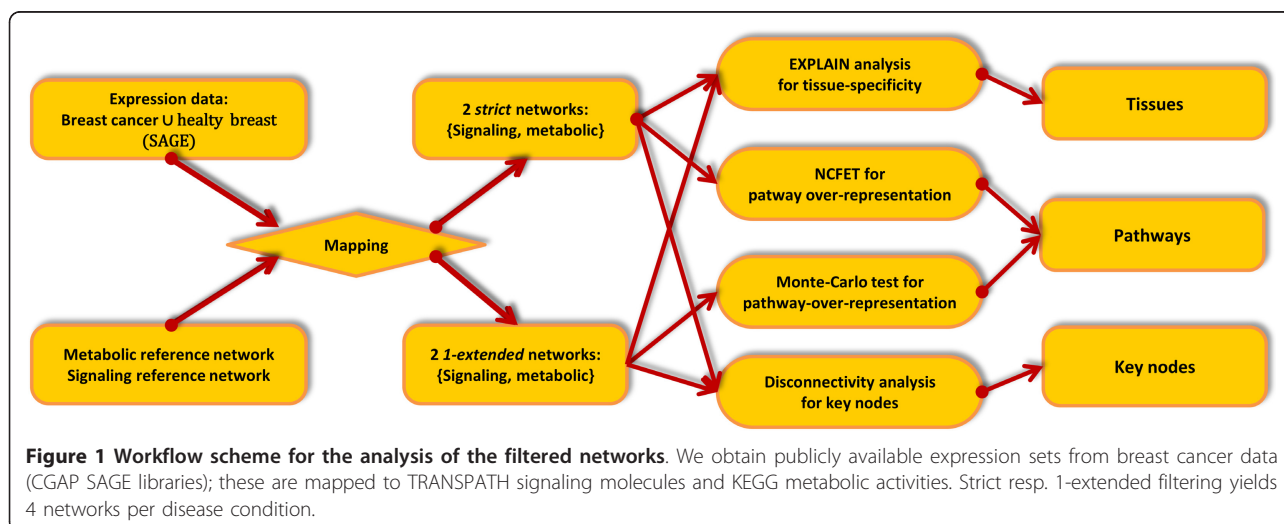 Expression data:
Breast cancer ∪ healty breast
(SAGE)
Metabolic reference network
Signaling reference network
Mapping
2 strict networks:
{Signaling, metabolic}
2 1-extended networks:
{Signaling, metabolic}
EXPLAIN analysis
for tissue-specificity
NCFET for
patway over-representation
Monte-Carlo test for
pathway-over-representation
Disconnectivity analysis
for key nodes
Tissues
Pathways
Key nodes
Figure 1 Workflow scheme for the analysis of the filtered networks. We obtain publicly available expression sets from breast cancer data
(CGAP SAGE libraries); these are mapped to TRANSPATH signaling molecules and KEGG metabolic activities. Strict resp. 1-extended filtering yields
4 networks per disease condition.